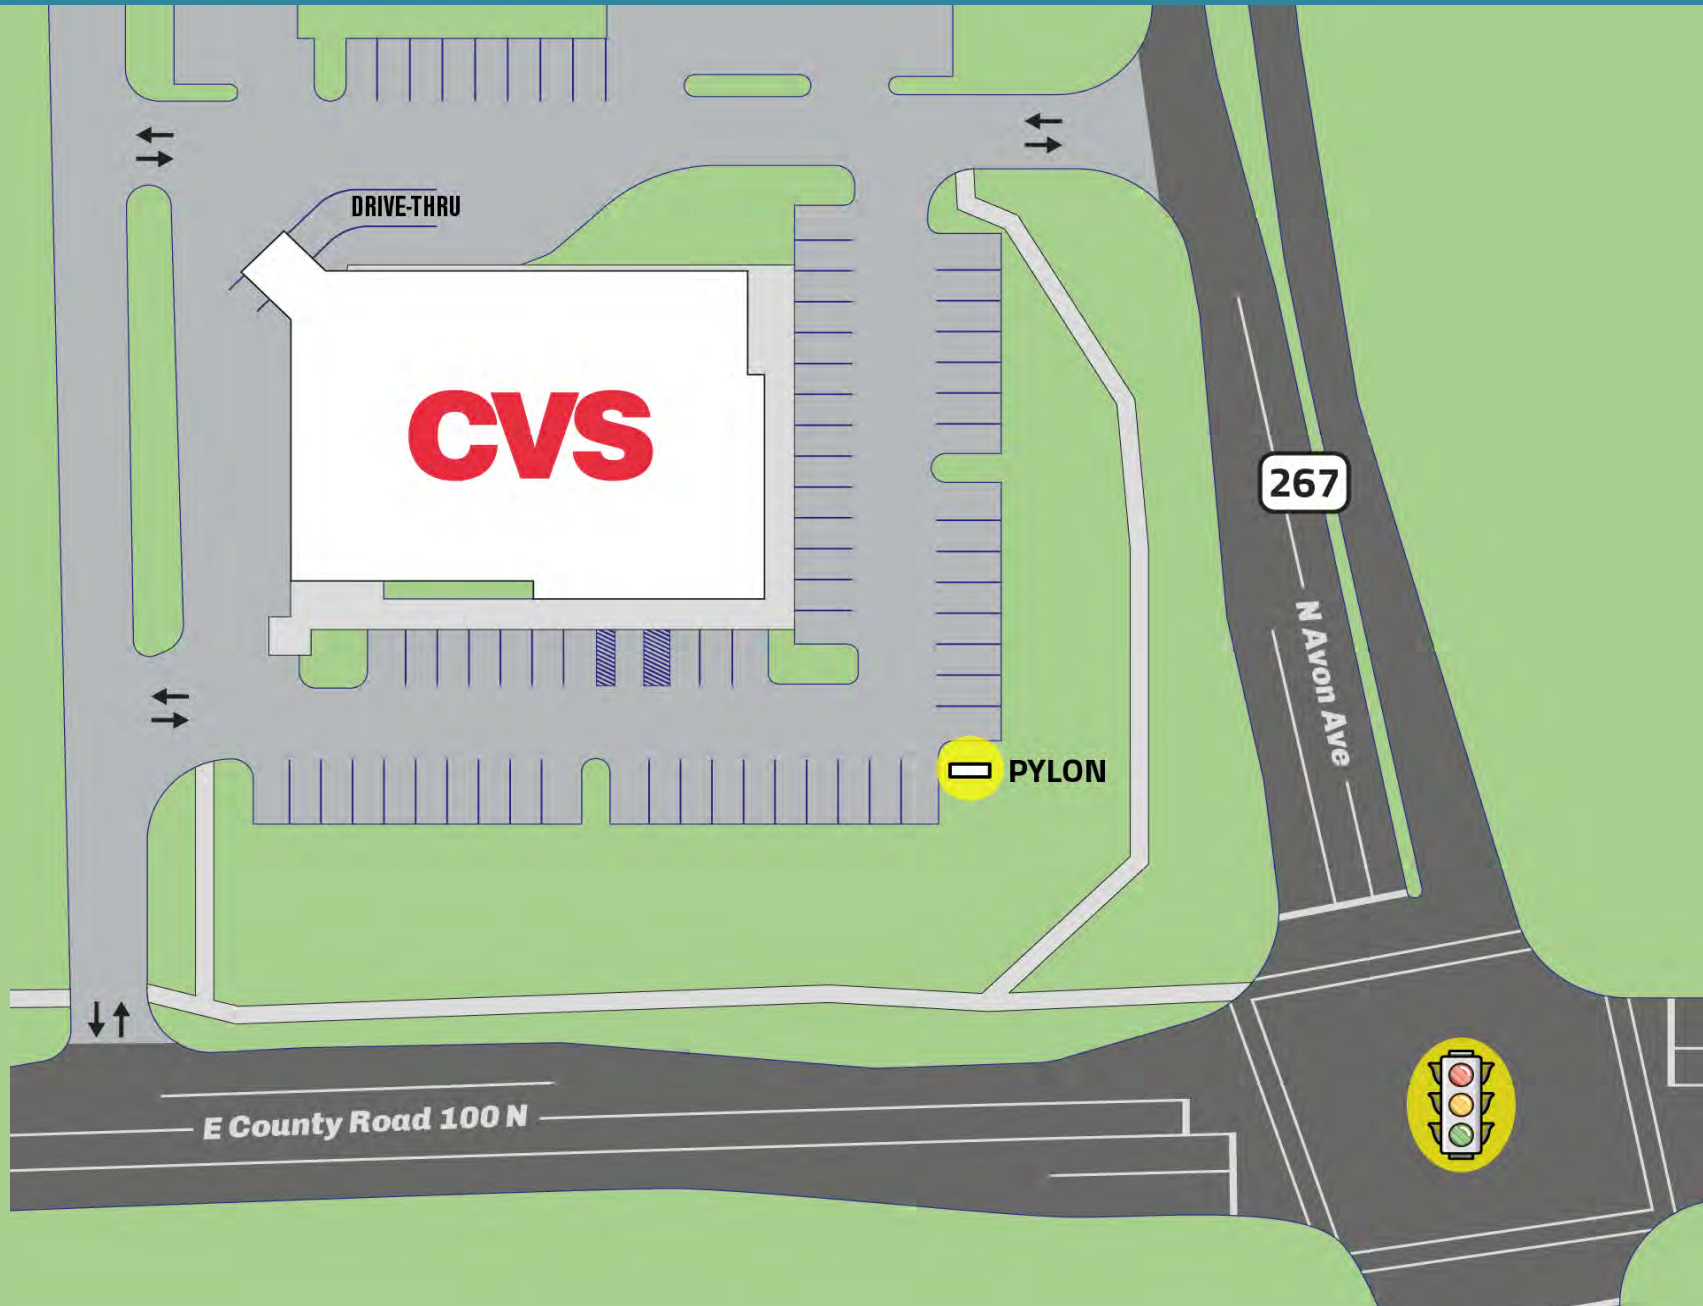 DRIVE-THRU
CVS
267
N Avon Ave
PYLON
E County Road 100 N